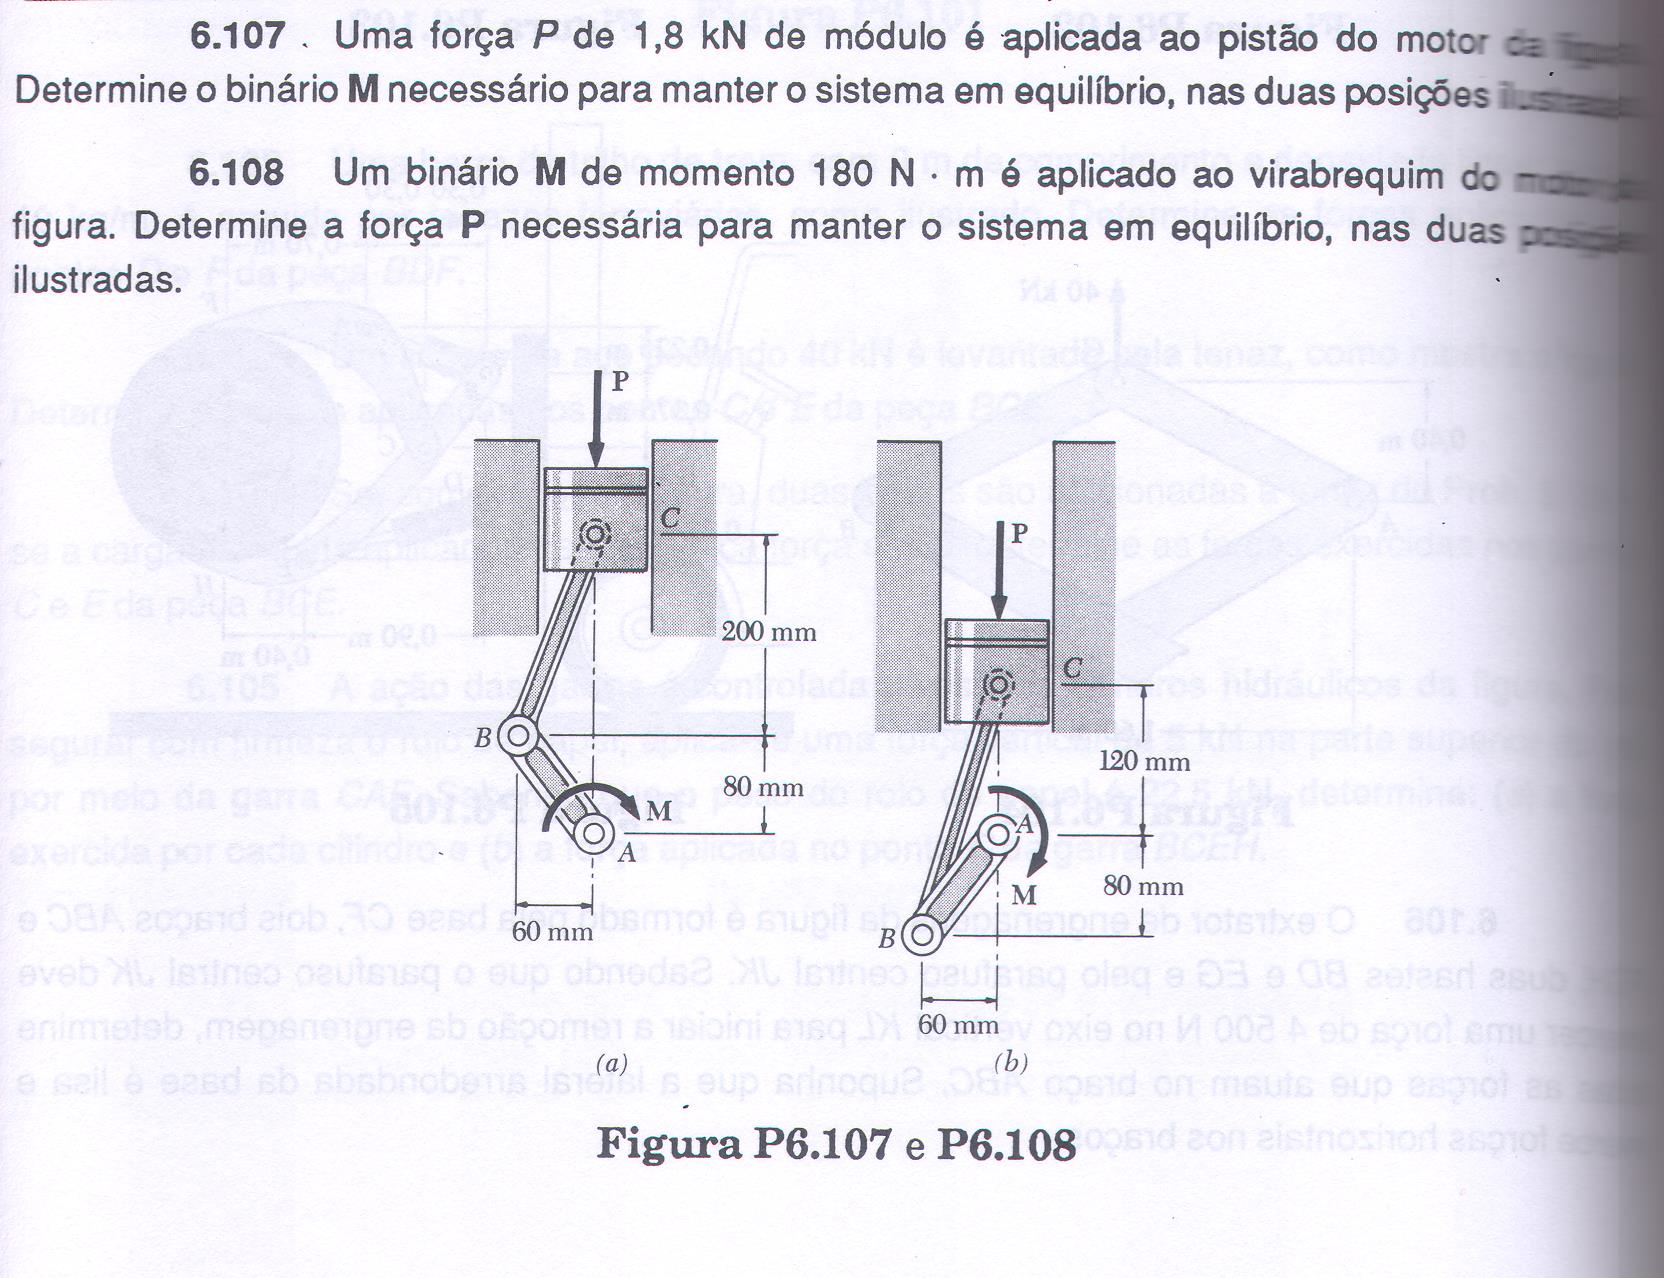 6.107 . Uma força P de 1,8 kN de módulo é aplicada ao pistão do motor da
Determine o binário M necessário para manter o sistema em equilíbrio, nas duas posições
6.108 Um binário M de momento 180 N · m é aplicado ao virabrequim do motor
figura. Determine a força P necessária para manter o sistema em equilíbrio, nas duas
ilustradas.
P
C
200 mm
B
80 mm
M
A
60 mm
(a)
P
C
120 mm
A
M
80 mm
B
60 mm
(b)
Figura P6.107 e P6.108